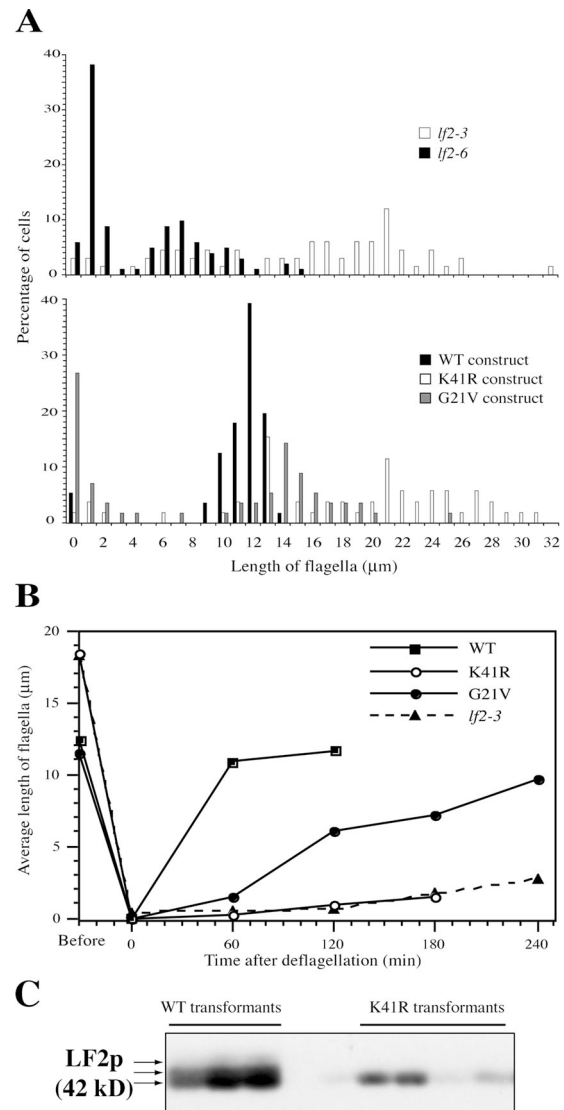 A
40
30
20
10
0
Percentage of cells
lf2-3
lf2-6
40
30
20
10
0
WT construct
K41R construct
G21V construct
0 2 4 6 8 10 12 14 16 18 20 22 24 26 28 30 32
Length of flagella (μm)
B
20
15
10
5
0
Average length of flagella (μm)
WT
K41R
G21V
lf2-3
Before 0 60 120 180 240
Time after deflagellation (min)
C
WT transformants K41R transformants
LF2p
(42 kD)